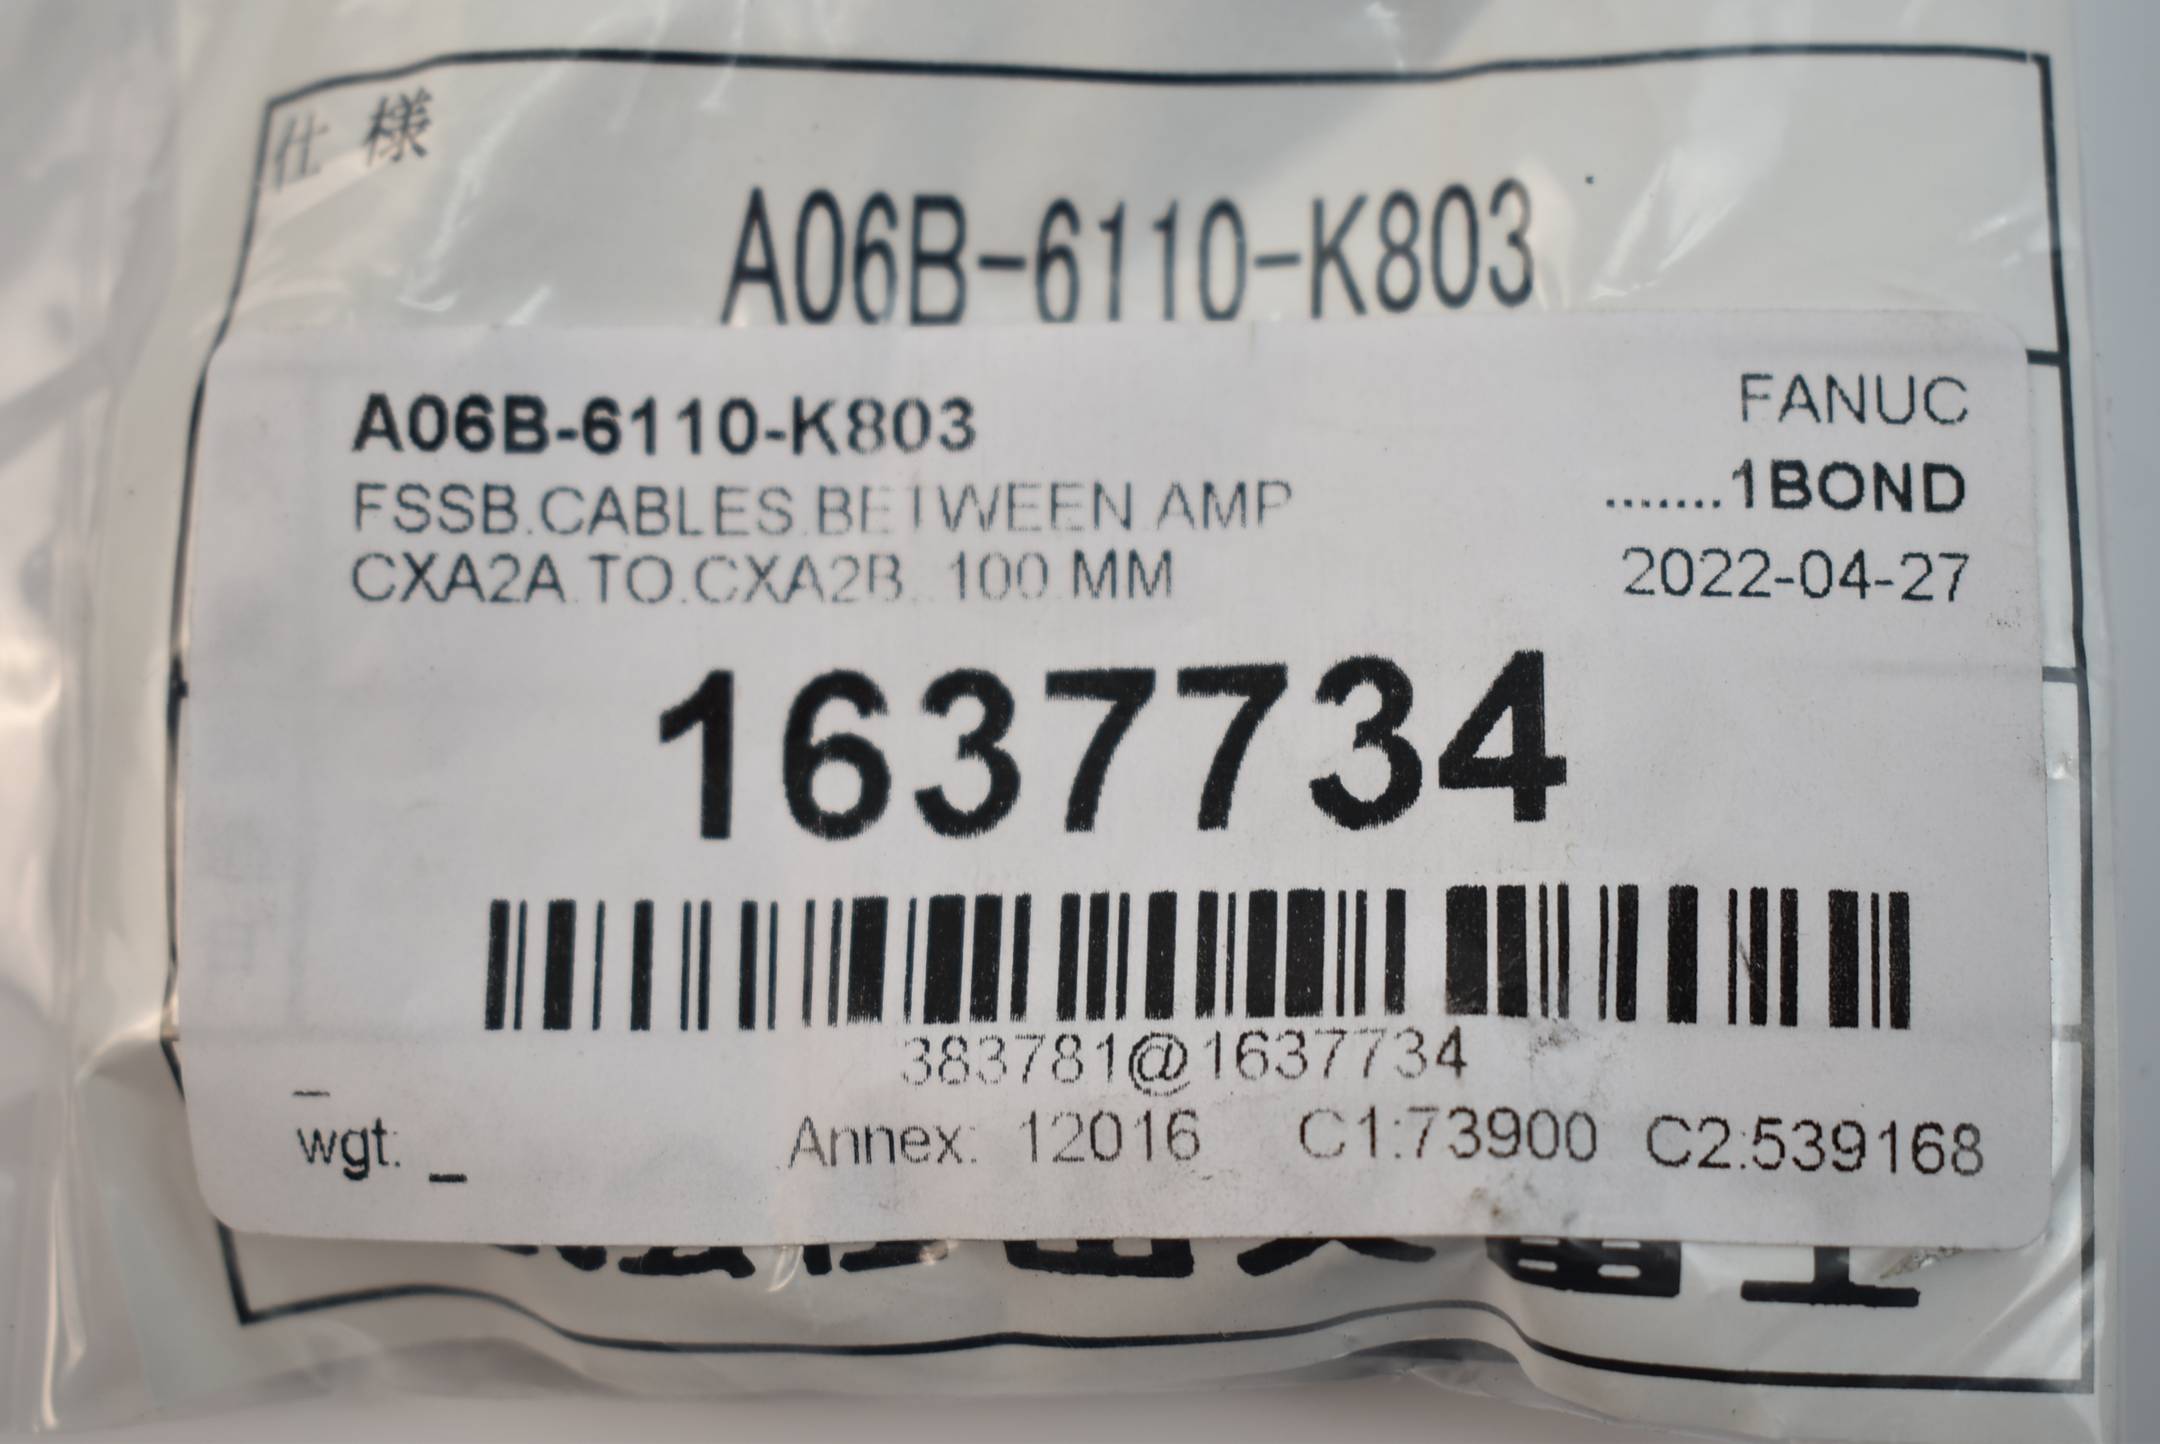 仕様
A06B-6110-K803
A06B-6110-K803
FANUC
FSSB.CABLES.BETWEEN.AMP
.......1BOND
CXA2A.TO.CXA2B..100.MM
2022-04-27
1637734
383781@1637734
_
wgt: _
Annex: 12016 C1:73900 C2:539168